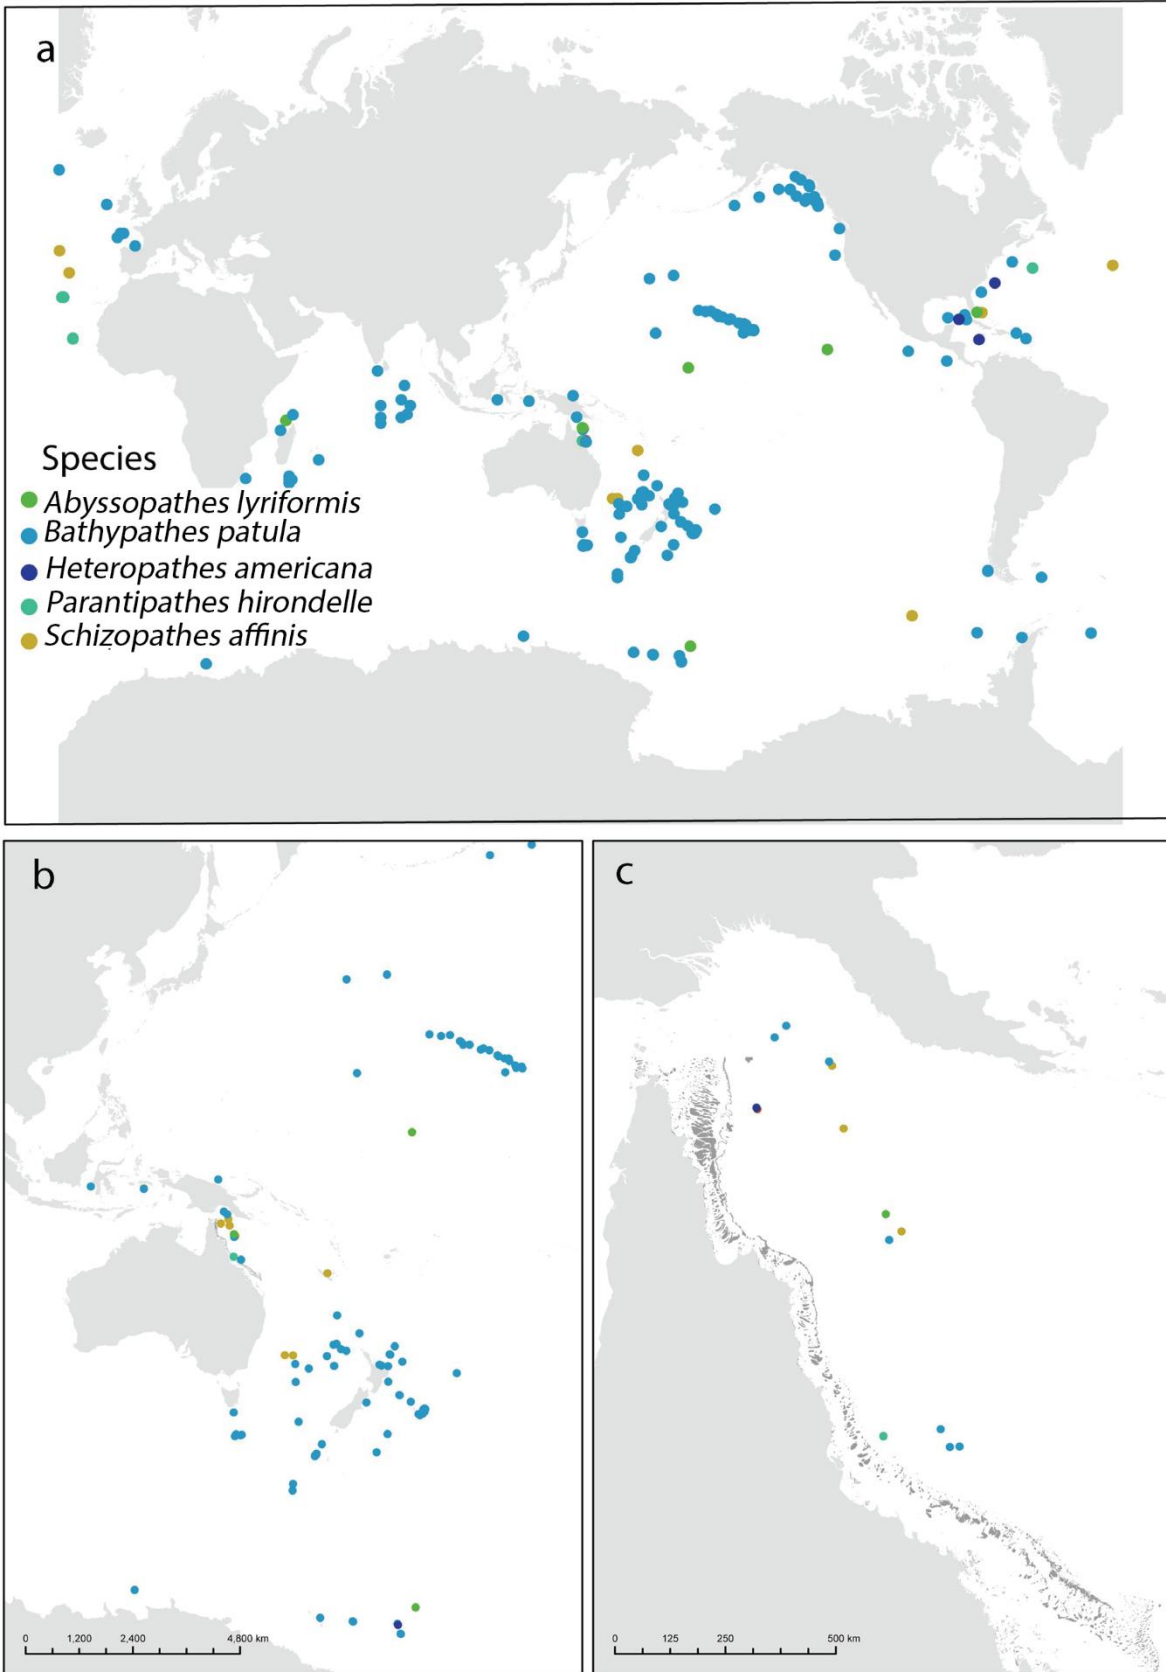 a
Species
Abyssopathes lyriformis
Bathypathes patula
Heteropathes americana
Parantipathes hirondelle
Schizopathes affinis
b
0 1,200 2,400 4,800 km
c
0 125 250 500 km